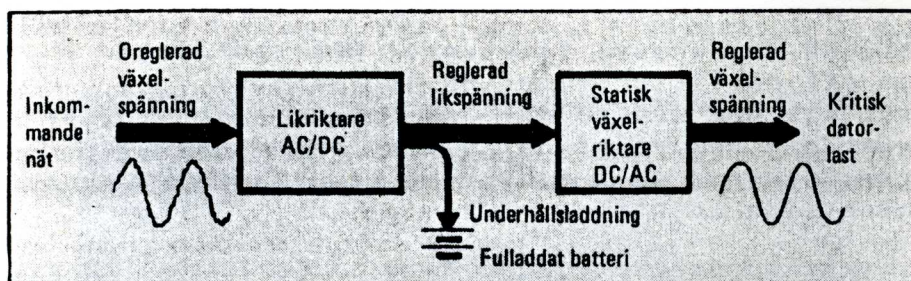 Inkom-
mande
nät
Oreglerad
växel-
spänning
Likriktare
AC/DC
Reglerad
likspänning
Statisk
växel-
riktare
DC/AC
Reglerad
växel-
spänning
Kritisk
dator-
last
Underhållsladdning
Fulladdat batteri